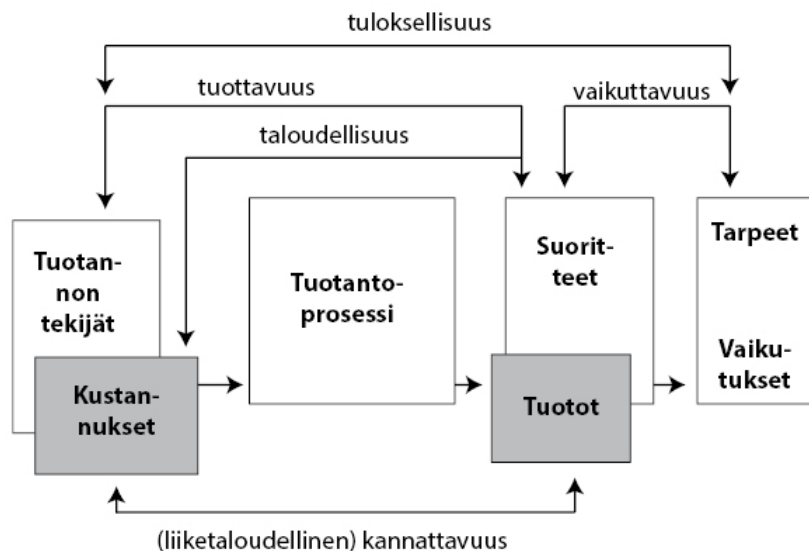 tuloksellisuus
tuottavuus
vaikuttavuus
taloudellisuus
Tuotan-
non
tekijät
Kustan-
nukset
Tuotanto-
prosessi
Suorit-
teet
Tuotot
Tarpeet
Vaiku-
tukset
(liiketaloudellinen) kannattavuus